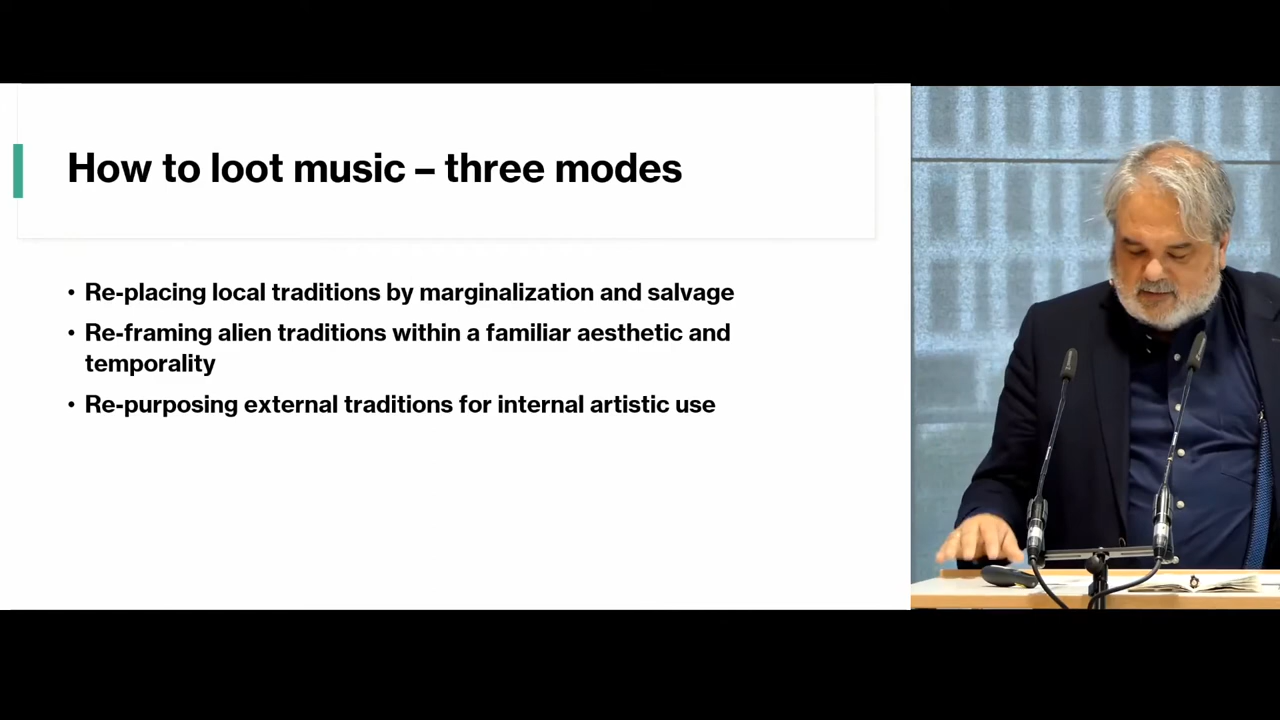 How to loot music – three modes
• Re-placing local traditions by marginalization and salvage
• Re-framing alien traditions within a familiar aesthetic and
temporality
• Re-purposing external traditions for internal artistic use